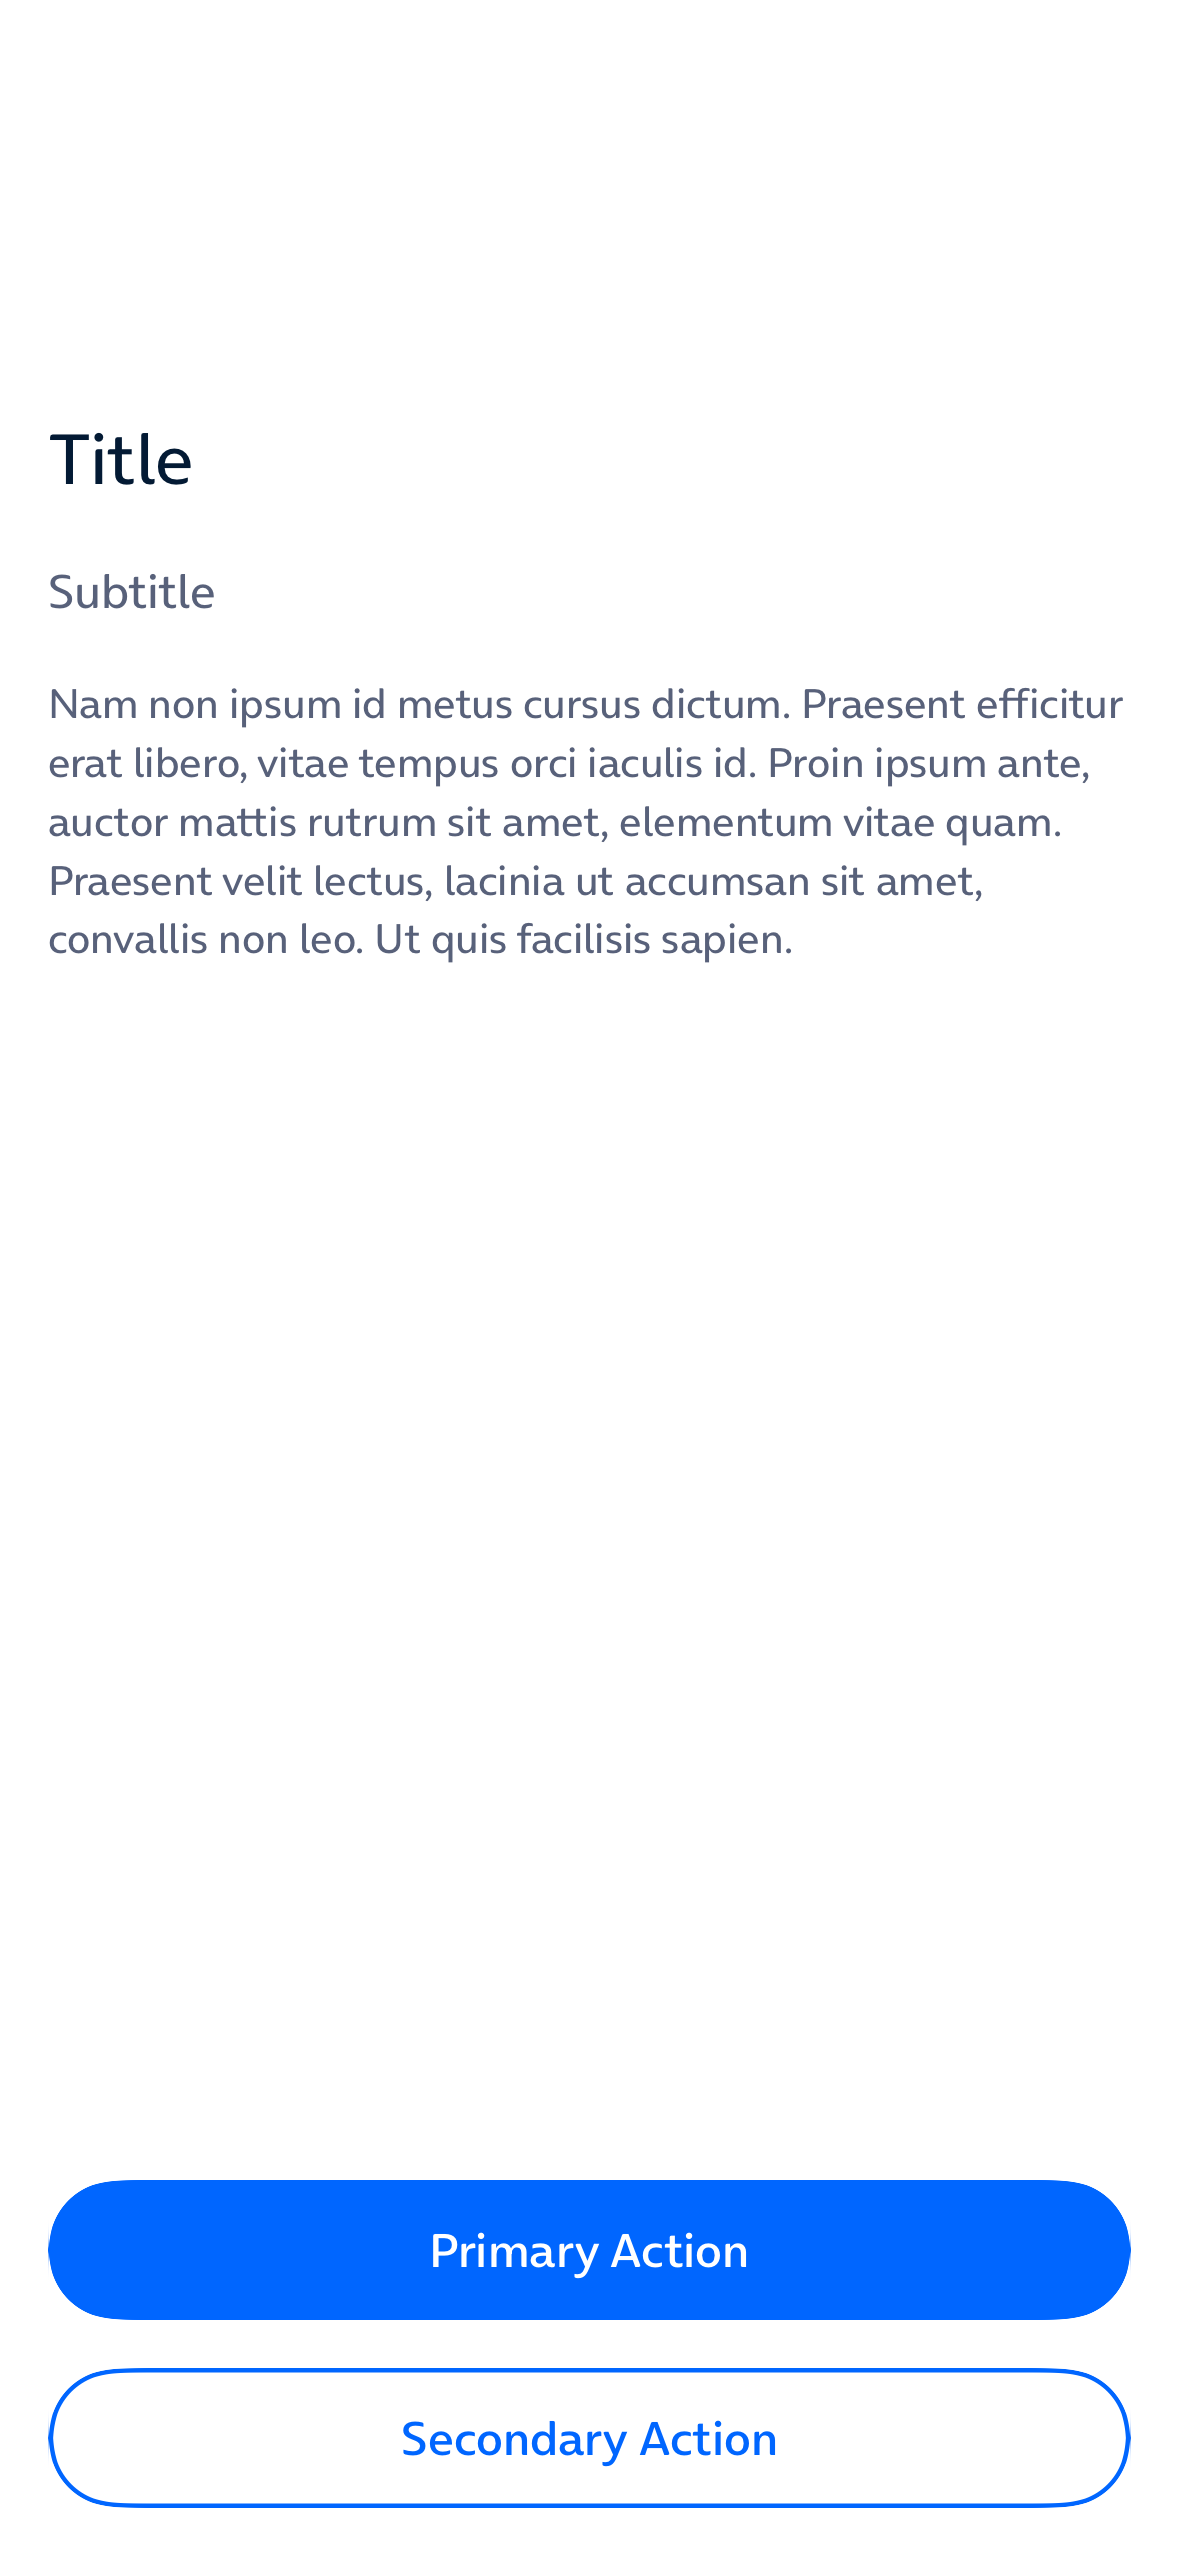 Title
Subtitle
Nam non ipsum id metus cursus dictum. Praesent efficitur
erat libero, vitae tempus orci iaculis id. Proin ipsum ante,
auctor mattis rutrum sit amet, elementum vitae quam.
Praesent velit lectus, lacinia ut accumsan sit amet,
convallis non leo. Ut quis facilisis sapien.
Primary Action
Secondary Action